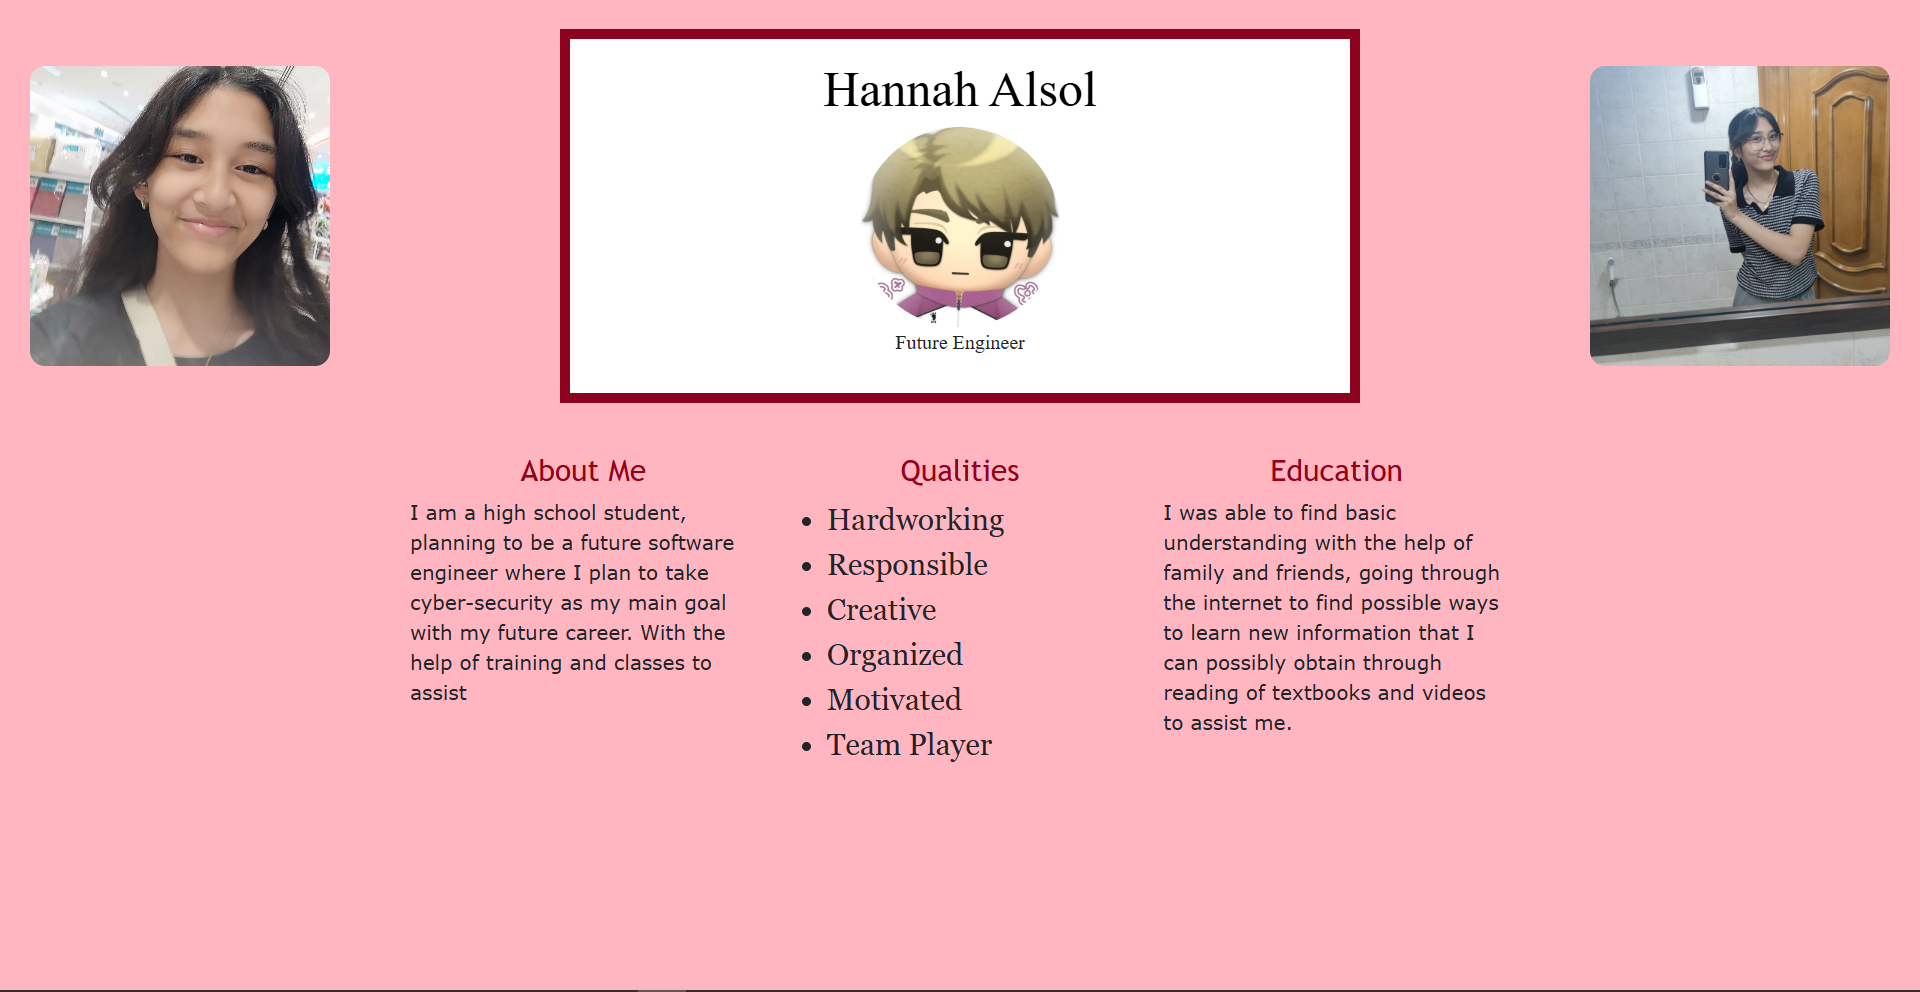 Hannah Alsol
Future Engineer
About Me
I am a high school student,
planning to be a future software
engineer where I plan to take
cyber-security as my main goal
with my future career. With the
help of training and classes to
assist
Qualities
Hardworking
Responsible
Creative
Organized
Motivated
Team Player
Education
I was able to find basic
understanding with the help of
family and friends, going through
the internet to find possible ways
to learn new information that I
can possibly obtain through
reading of textbooks and videos
to assist me.